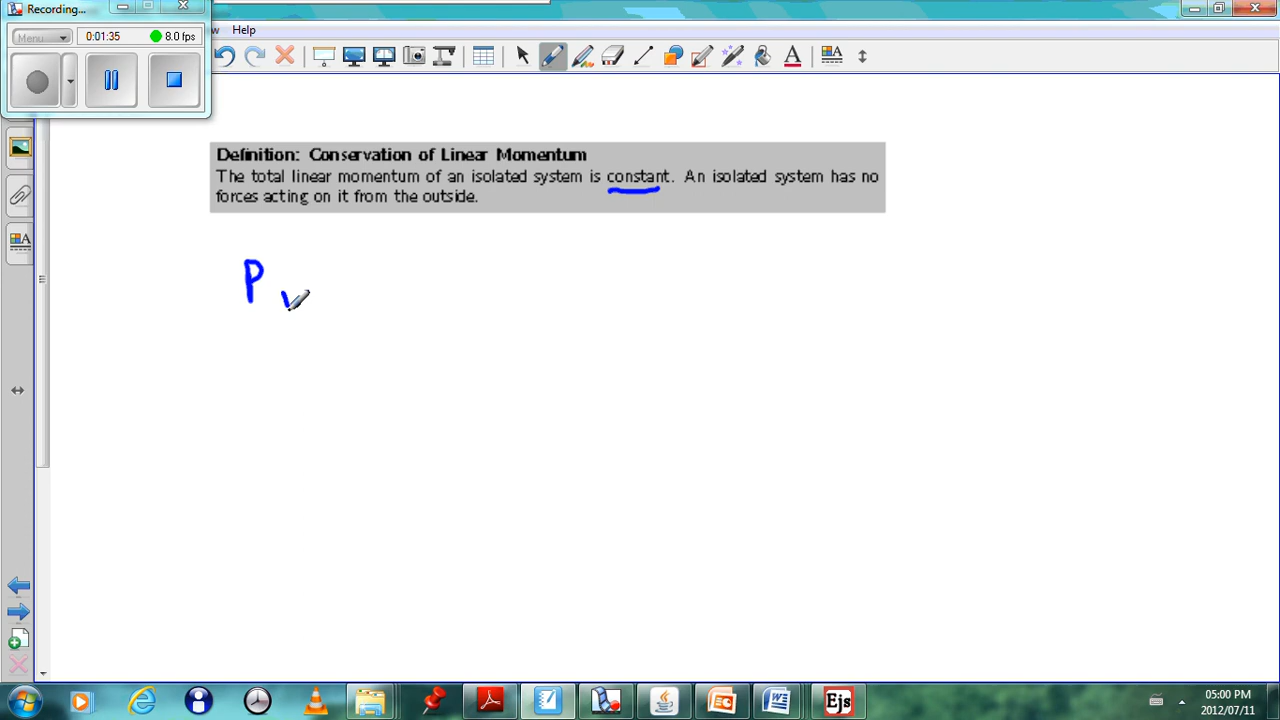 Recording...
Menu 0:01:35 8.0 fps
Help
Definition: Conservation of Linear Momentum
The total linear momentum of an isolated system is constant. An isolated system has no
forces acting on it from the outside.
P v
05:00 PM
2012/07/11
Ejs